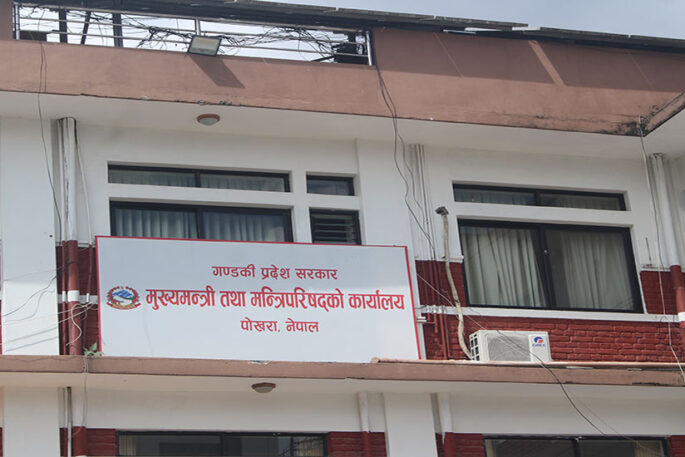 गण्डकी प्रदेश सरकार
मुख्यमन्त्री तथा मन्त्रिपरिषद्को कार्यालय
पोखरा, नेपाल